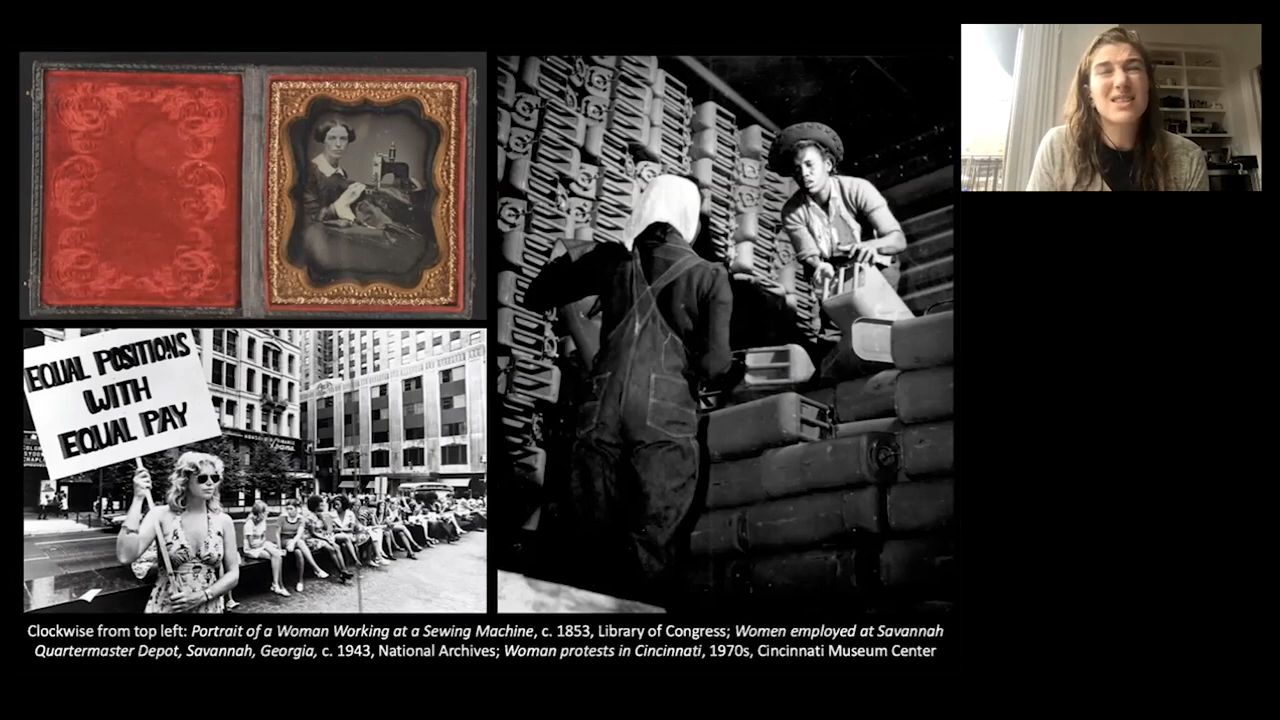 EQUAL POSITIONS
WITH
EQUAL PAY
Clockwise from top left: Portrait of a Woman Working at a Sewing Machine, c. 1853, Library of Congress; Women employed at Savannah
Quartermaster Depot, Savannah, Georgia, c. 1943, National Archives; Woman protests in Cincinnati, 1970s, Cincinnati Museum Center